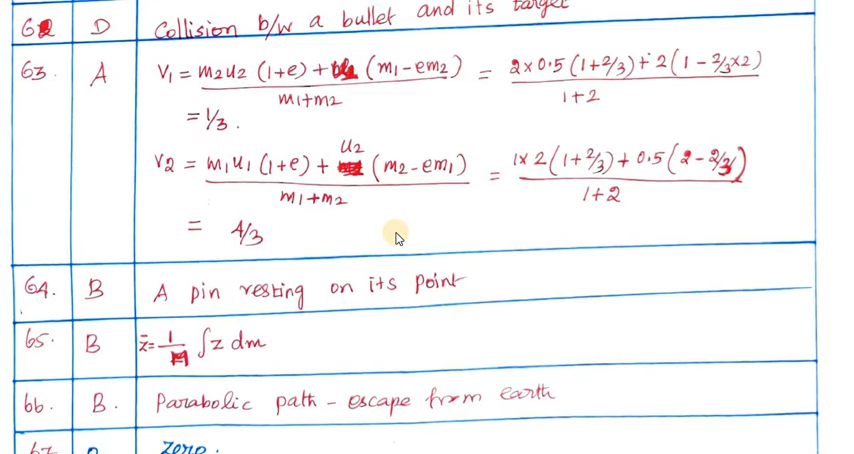 62 D Collision b/w a bullet and its target
63. A V1 = m2u2 (1+e) + u1 (m1 - em2) / m1+m2 = 2×0.5(1+2/3)+2(1-2/3×2) / 1+2
= 1/3.
V2 = m1u1 (1+e) + u2 (m2 - em1) / m1+m2 = 1×2(1+2/3)+0.5(2-2/3) / 1+2
= 4/3
64. B A pin resting on its point
65. B z̄ = 1/M ∫z dm
66. B. Parabolic path - escape from earth
67 zero.